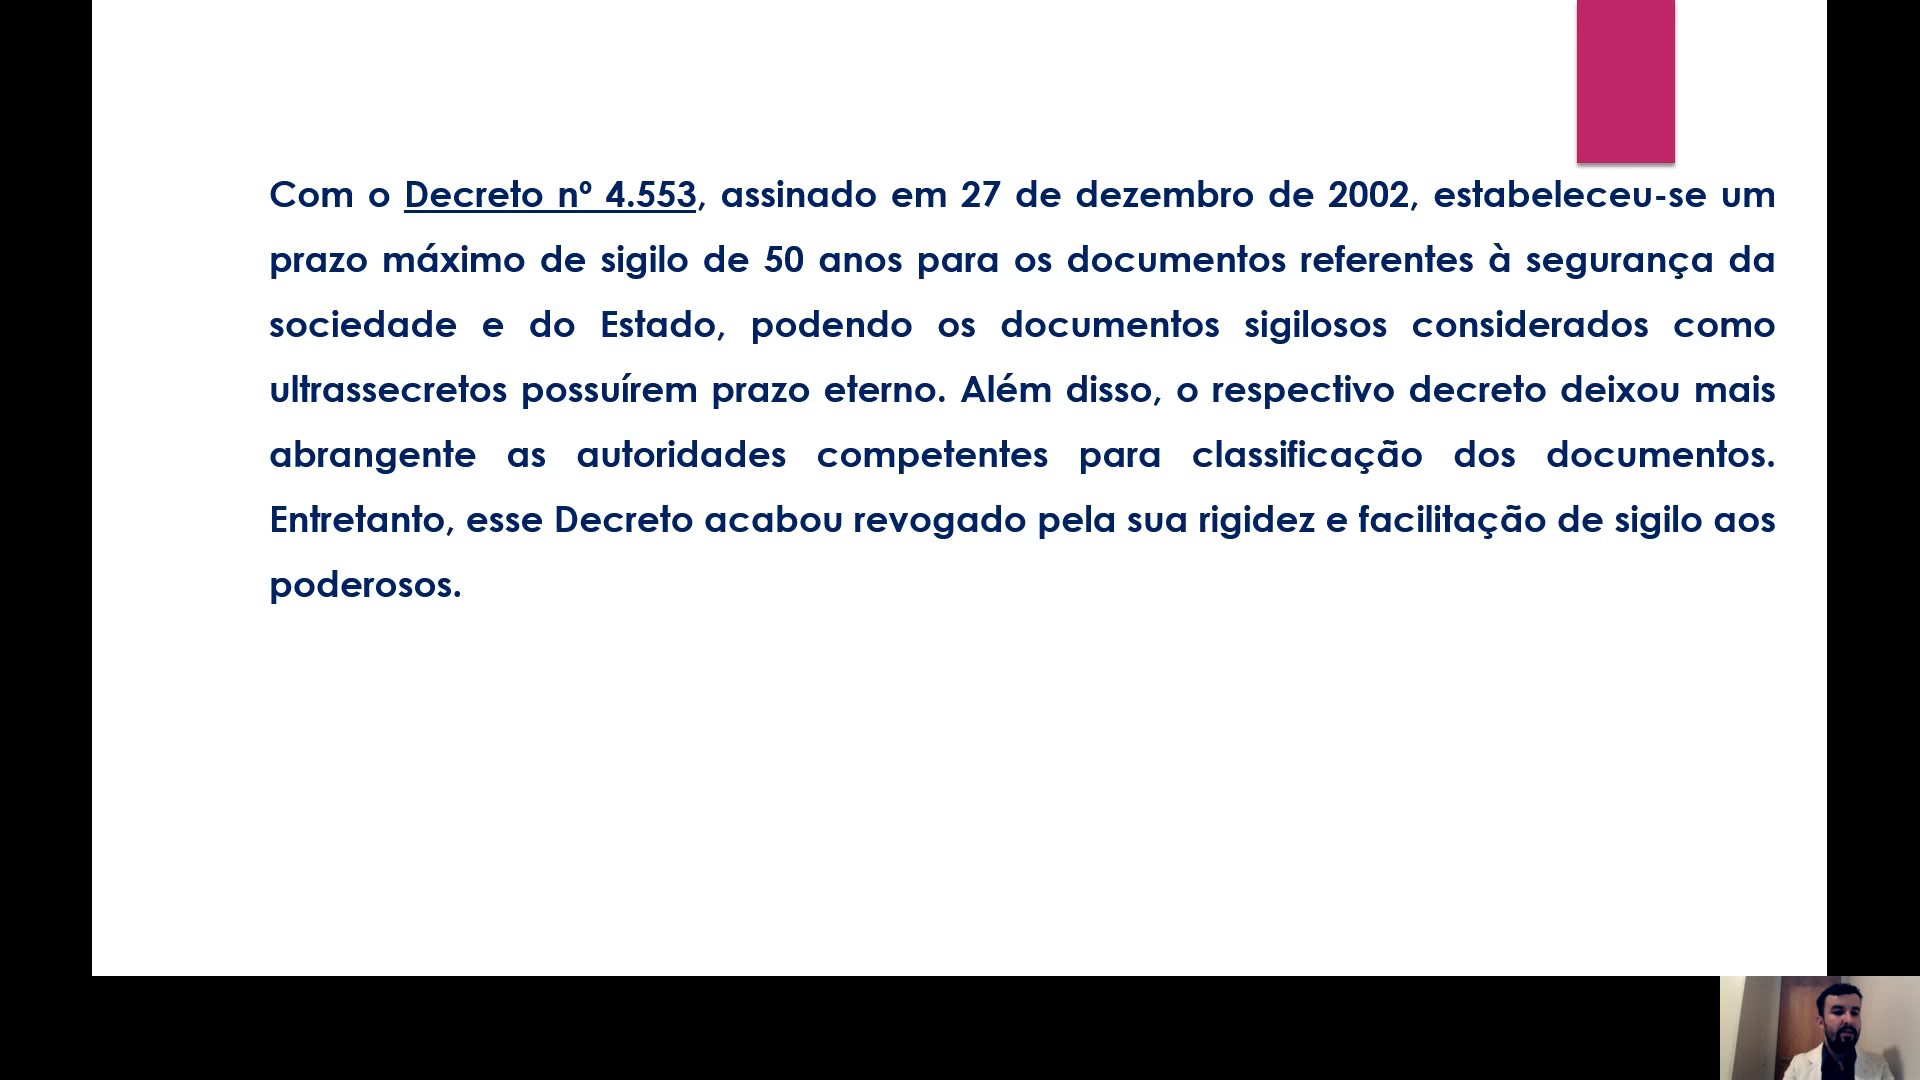 Com o Decreto nº 4.553, assinado em 27 de dezembro de 2002, estabeleceu-se um
prazo máximo de sigilo de 50 anos para os documentos referentes à segurança da
sociedade e do Estado, podendo os documentos sigilosos considerados como
ultrassecretos possuírem prazo eterno. Além disso, o respectivo decreto deixou mais
abrangente as autoridades competentes para classificação dos documentos.
Entretanto, esse Decreto acabou revogado pela sua rigidez e facilitação de sigilo aos
poderosos.